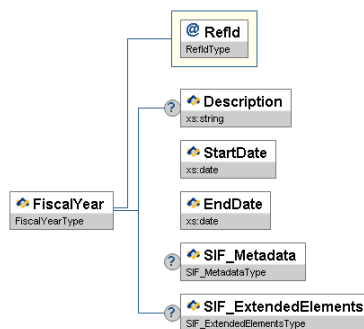 @ RefId
RefIdType
? Description
xs:string
StartDate
xs:date
FiscalYear
FiscalYearType
EndDate
xs:date
? SIF_Metadata
SIF_MetadataType
? SIF_ExtendedElements
SIF_ExtendedElementsType